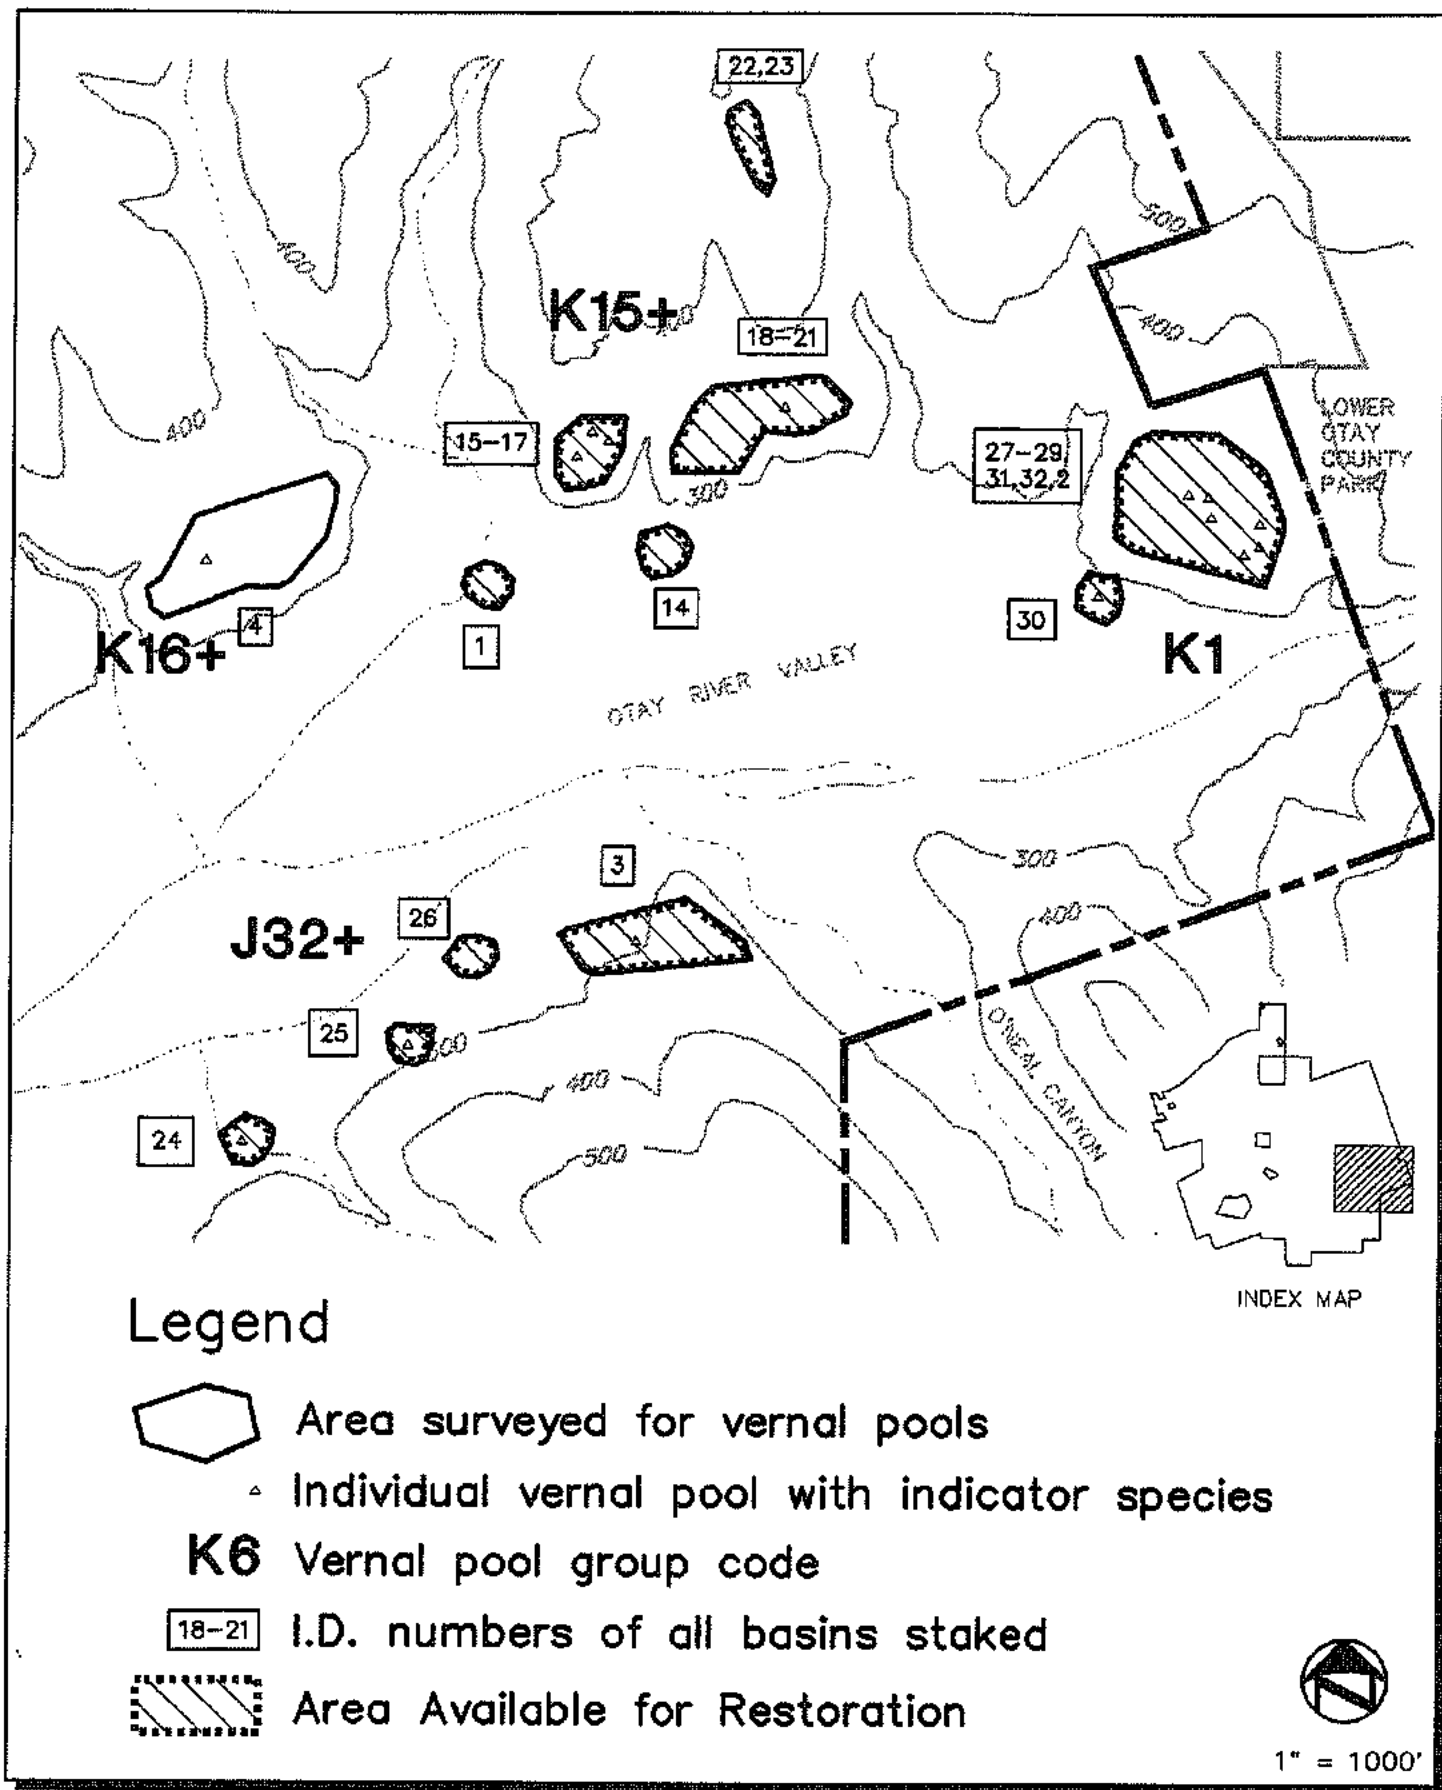 22,23
500
400
K15+
400
18-21
400
LOWER
OTAY
COUNTY
PARK
400
15-17
27-29,
31,32,2
300
14
30
4
1
K16+
K1
OTAY RIVER VALLEY
3
300
26
400
J32+
25
300
400
O'NEAL CANYON
24
500
INDEX MAP
Legend
Area surveyed for vernal pools
Individual vernal pool with indicator species
K6 Vernal pool group code
18-21 I.D. numbers of all basins staked
Area Available for Restoration
1" = 1000'